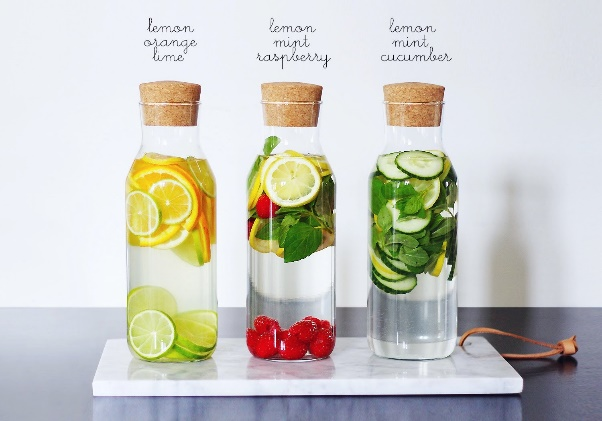 lemon
orange
lime
lemon
mint
raspberry
lemon
mint
cucumber